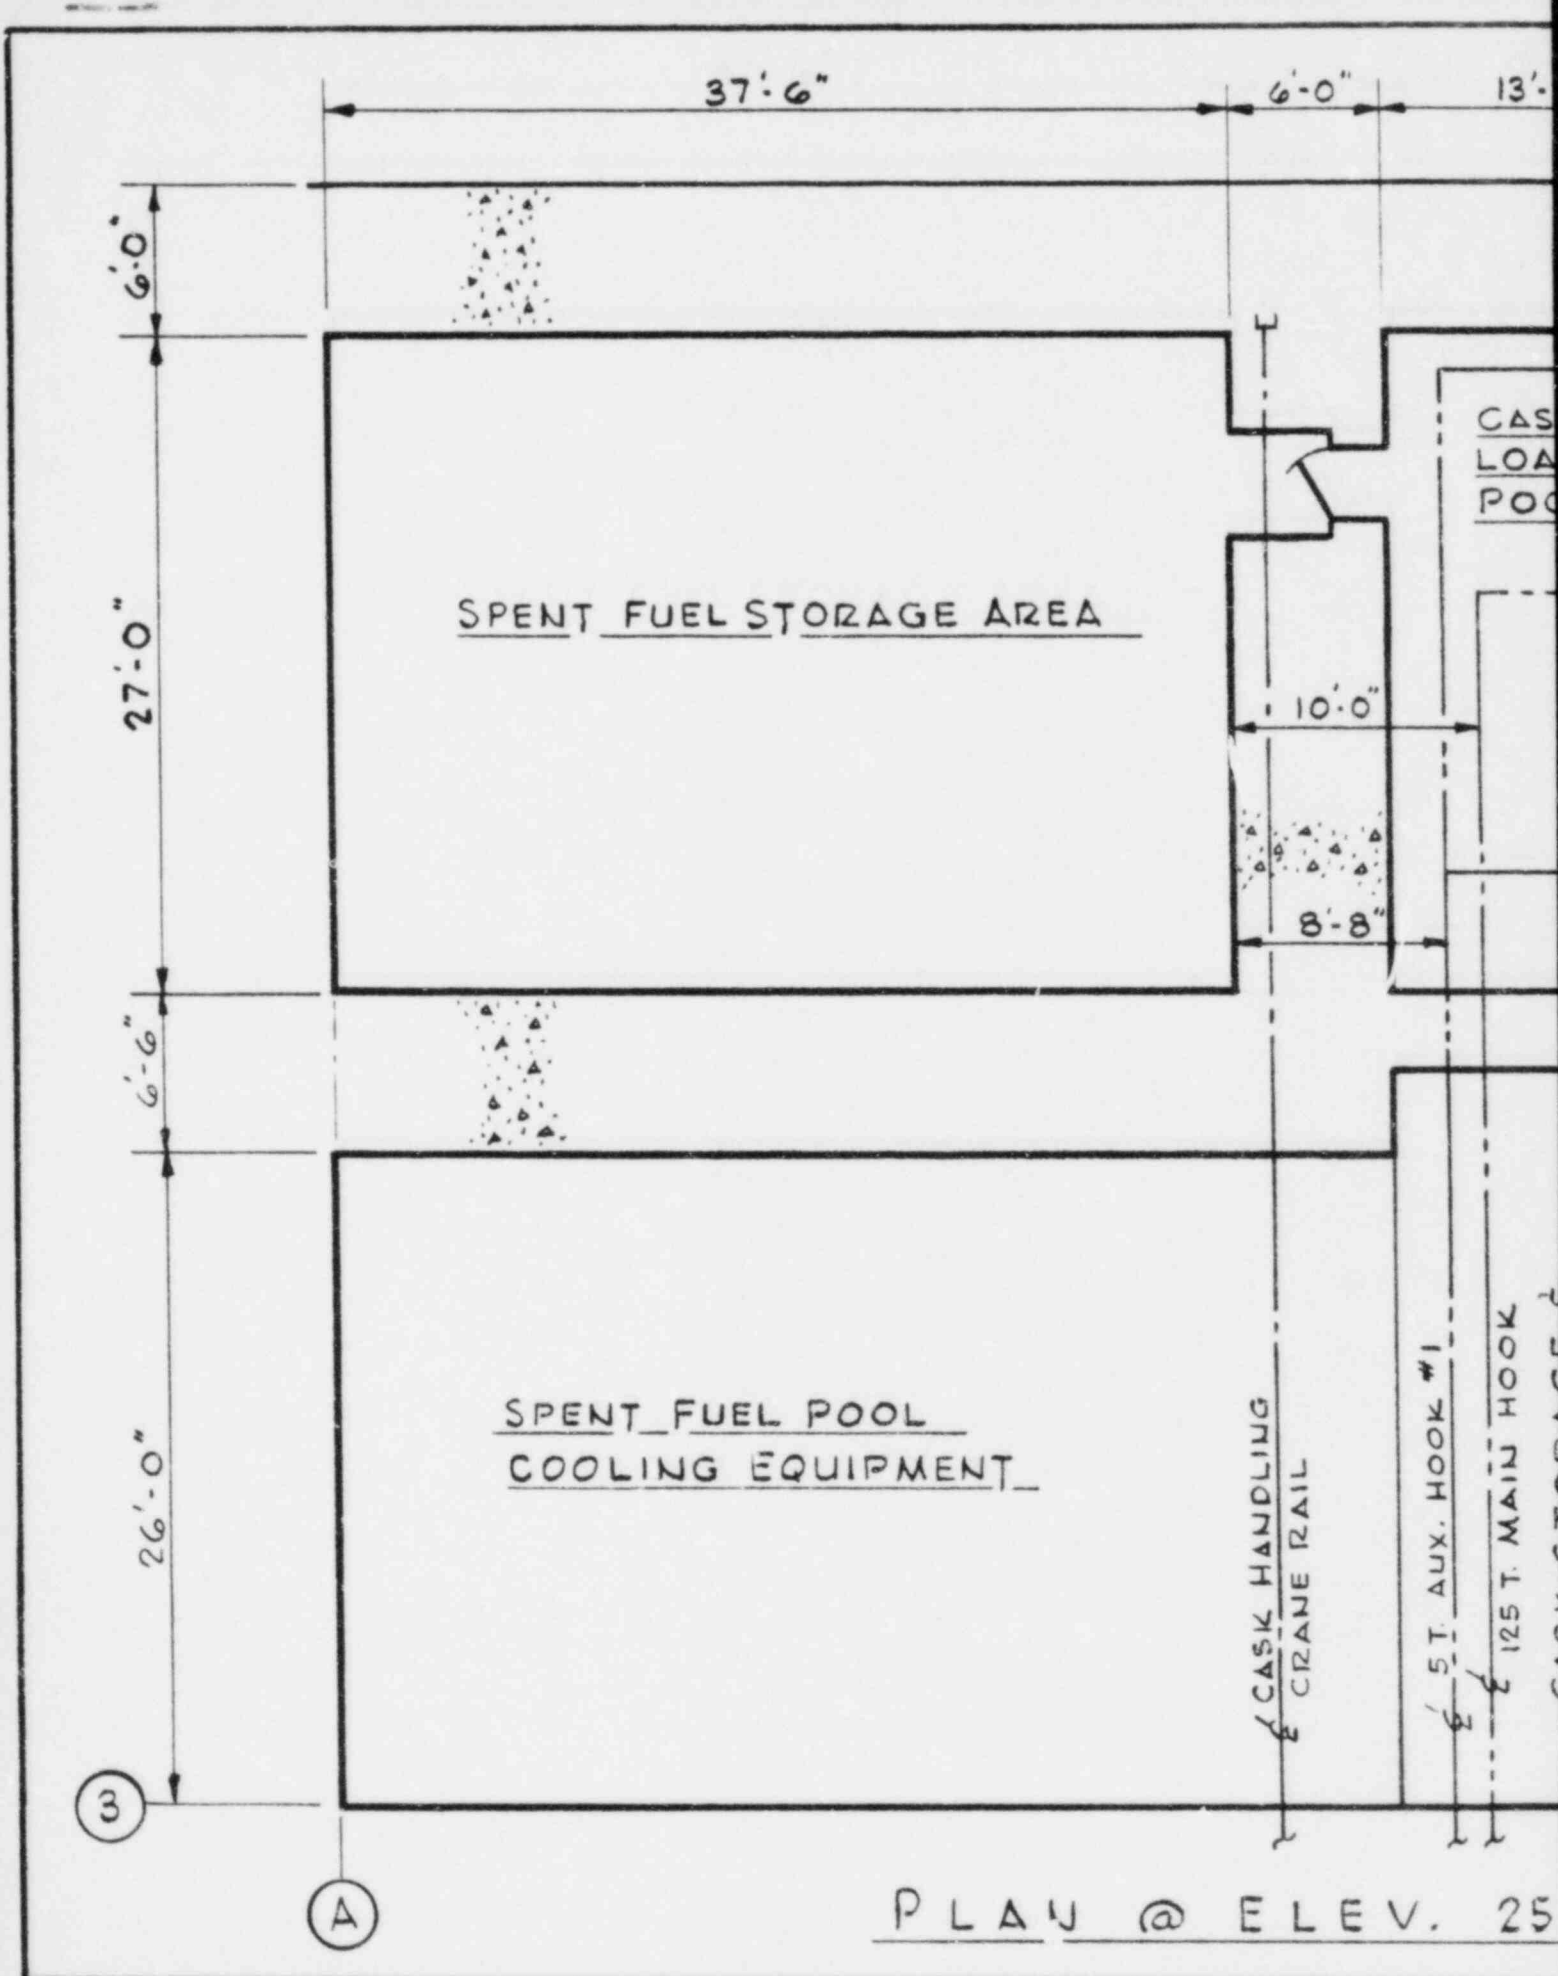 37'-6"
6'-0"
13'-
6'-0"
27'-0"
6'-6"
26'-0"
SPENT FUEL STORAGE AREA
10'-0"
8'-8"
CAS
LOA
POO
SPENT FUEL POOL
COOLING EQUIPMENT
℄ CASK HANDLING
CRANE RAIL
℄ 5 T. AUX. HOOK #1
℄ 125 T. MAIN HOOK
3
A
PLAN @ ELEV. 25